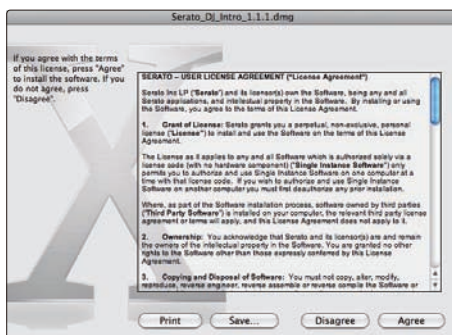 Serato_DJ_Intro_1.1.1.dmg
If you agree with the terms
of this license, press "Agree"
to install the software. If you
do not agree, press
"Disagree".
SERATO – USER LICENSE AGREEMENT ("License Agreement")
Serato Inc LP ("Serato") and its licensor(s) own the Software, being any and all
Serato applications, and intellectual property in the Software. By installing or using
the Software, you agree to the terms of this License Agreement.
1. Grant of License: Serato grants you a perpetual, non-exclusive, personal
license ("License") to install and use the Software on the terms of this License
Agreement.
The License as it applies to any and all Software which is authorized solely via a
license code (with no hardware component) ("Single Instance Software") only
permits you to authorize and use Single Instance Software on one computer at a
time with that license code. If you wish to authorize and use Single Instance
Software on another computer you must first deauthorize any prior installation.
Where, as part of the Software installation process, software owned by third parties
("Third Party Software") is installed on your computer, the relevant third party license
agreement or terms will apply, and this License Agreement does not apply to it.
2. Ownership: You acknowledge that Serato and its licensor(s) are and remain
the owners of the intellectual property in the Software. You are granted no other
rights to the Software other than those expressly conferred by this License
Agreement.
3. Copying and Disposal of Software: You must not copy, alter, modify,
reproduce, reverse engineer, reverse assemble or reverse compile the Software or
Print Save... Disagree Agree